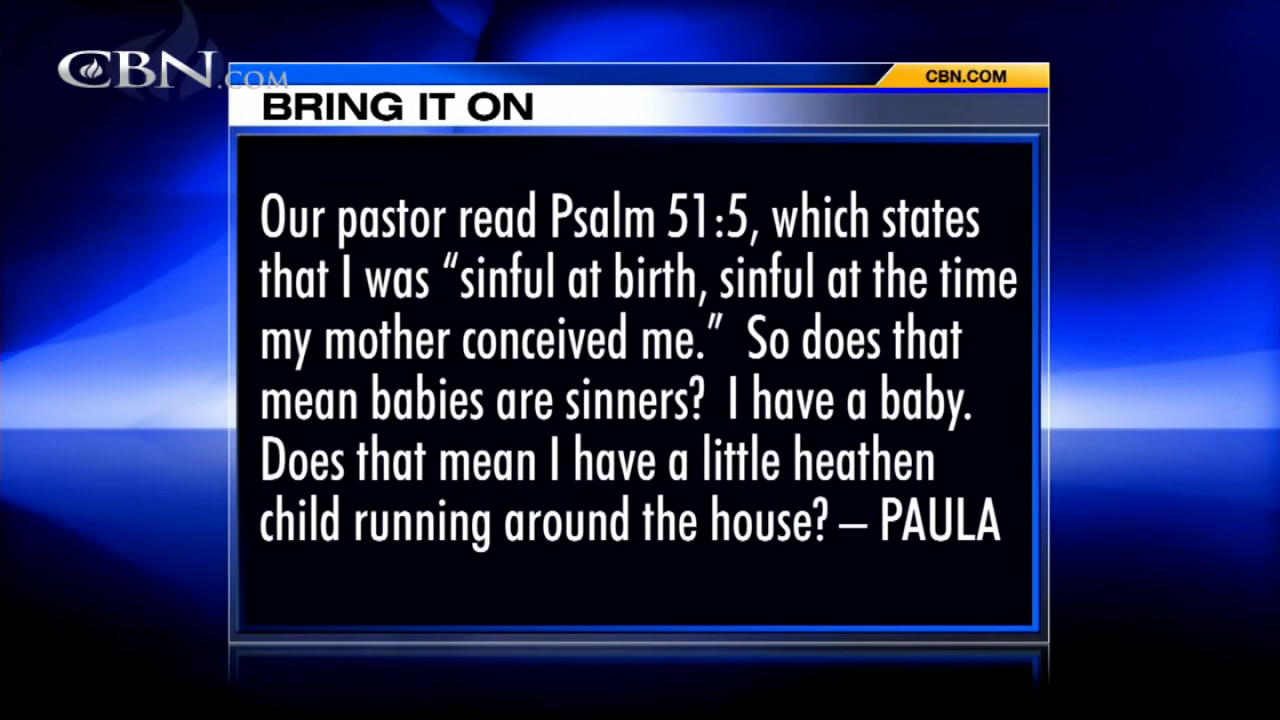 CBN.COM
CBN.COM
BRING IT ON
Our pastor read Psalm 51:5, which states
that I was “sinful at birth, sinful at the time
my mother conceived me.”  So does that
mean babies are sinners?  I have a baby.
Does that mean I have a little heathen
child running around the house? – PAULA